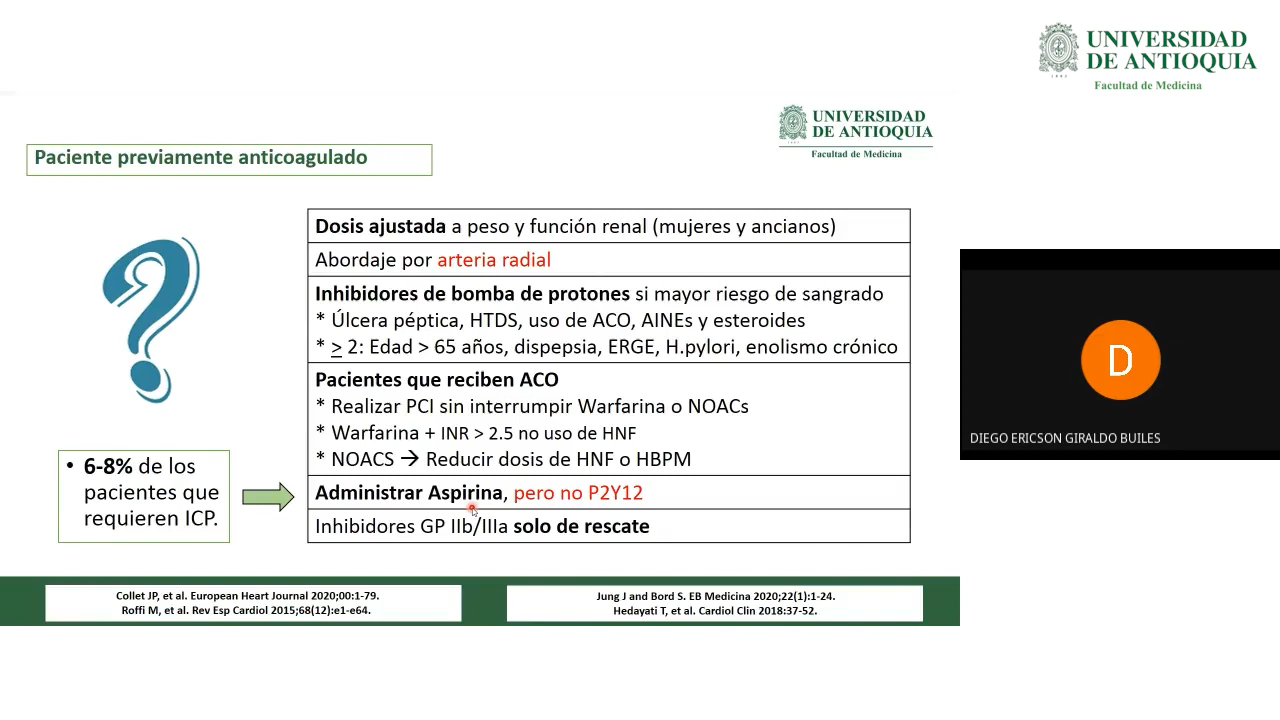 UNIVERSIDAD
DE ANTIOQUIA
Facultad de Medicina
UNIVERSIDAD
DE ANTIOQUIA
Facultad de Medicina
Paciente previamente anticoagulado
Dosis ajustada a peso y función renal (mujeres y ancianos)
Abordaje por arteria radial
Inhibidores de bomba de protones si mayor riesgo de sangrado
* Úlcera péptica, HTDS, uso de ACO, AINEs y esteroides
* > 2: Edad > 65 años, dispepsia, ERGE, H.pylori, enolismo crónico
Pacientes que reciben ACO
* Realizar PCI sin interrumpir Warfarina o NOACs
* Warfarina + INR > 2.5 no uso de HNF
* NOACS → Reducir dosis de HNF o HBPM
Administrar Aspirina, pero no P2Y12
Inhibidores GP IIb/IIIa solo de rescate
• 6-8% de los
pacientes que
requieren ICP.
Collet JP, et al. European Heart Journal 2020;00:1-79.
Roffi M, et al. Rev Esp Cardiol 2015;68(12):e1-e64.
Jung J and Bord S. EB Medicina 2020;22(1):1-24.
Hedayati T, et al. Cardiol Clin 2018:37-52.
D
DIEGO ERICSON GIRALDO BUILES